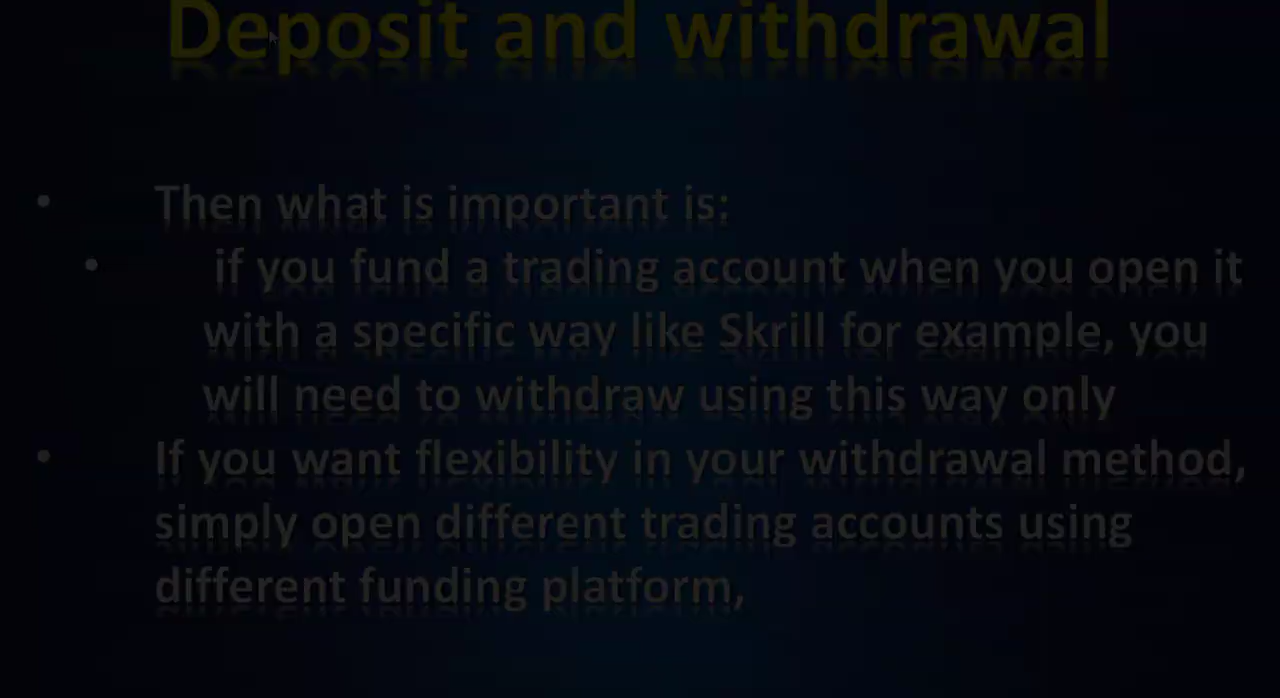 Deposit and withdrawal
• Then what is important is:
• if you fund a trading account when you open it
with a specific way like Skrill for example, you
will need to withdraw using this way only
• If you want flexibility in your withdrawal method,
simply open different trading accounts using
different funding platform,